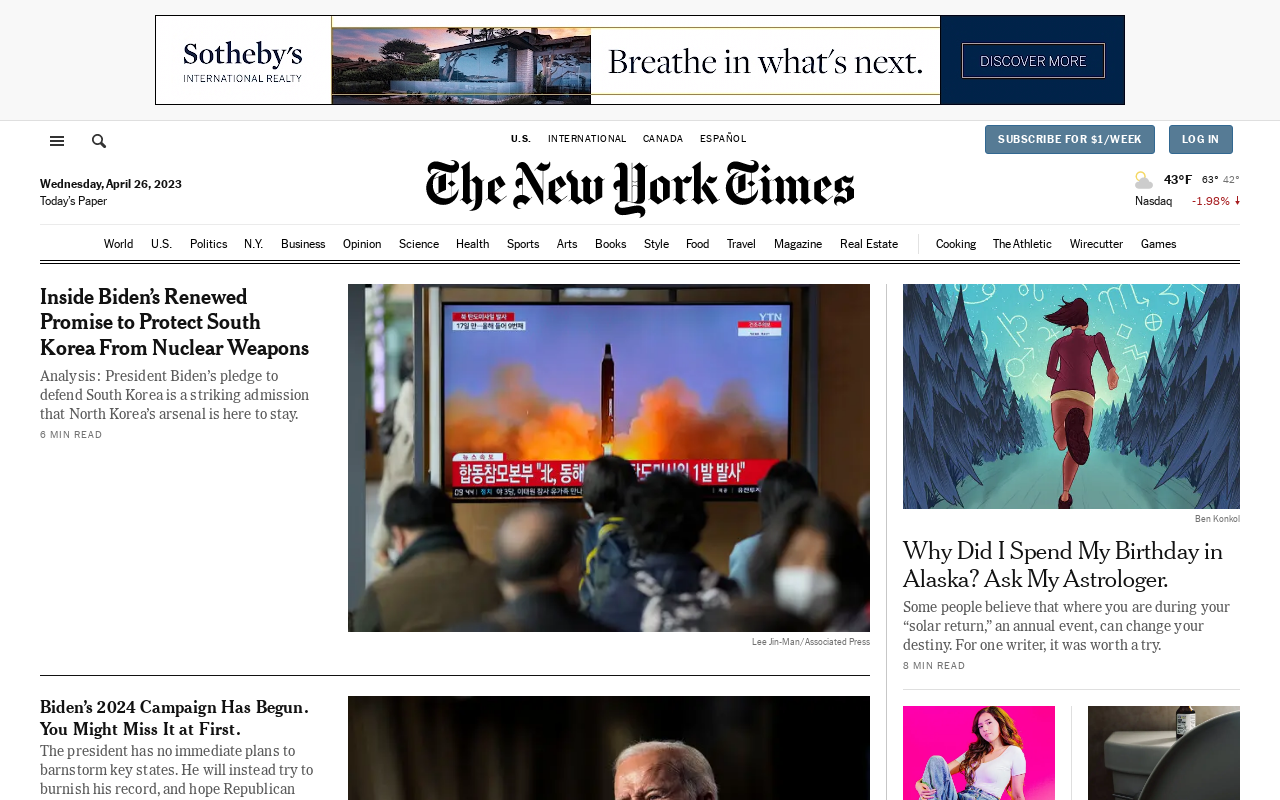 Sotheby's
INTERNATIONAL REALTY
Breathe in what's next.
DISCOVER MORE
U.S. INTERNATIONAL CANADA ESPAÑOL
SUBSCRIBE FOR $1/WEEK
LOG IN
The New York Times
Wednesday, April 26, 2023
Today's Paper
43°F 63° 42°
Nasdaq -1.98% ↓
World U.S. Politics N.Y. Business Opinion Science Health Sports Arts Books Style Food Travel Magazine Real Estate Cooking The Athletic Wirecutter Games
Inside Biden's Renewed
Promise to Protect South
Korea From Nuclear Weapons
Analysis: President Biden's pledge to
defend South Korea is a striking admission
that North Korea's arsenal is here to stay.
6 MIN READ
북 탄도미사일 발사
17일 만…올해 들어 9번째
YTN
뉴스속보
합동참모본부 "北, 동해 탄도미사일 1발 발사"
09:44
Lee Jin-Man/Associated Press
Ben Konkol
Why Did I Spend My Birthday in
Alaska? Ask My Astrologer.
Some people believe that where you are during your
“solar return,” an annual event, can change your
destiny. For one writer, it was worth a try.
8 MIN READ
Biden's 2024 Campaign Has Begun.
You Might Miss It at First.
The president has no immediate plans to
barnstorm key states. He will instead try to
burnish his record, and hope Republican